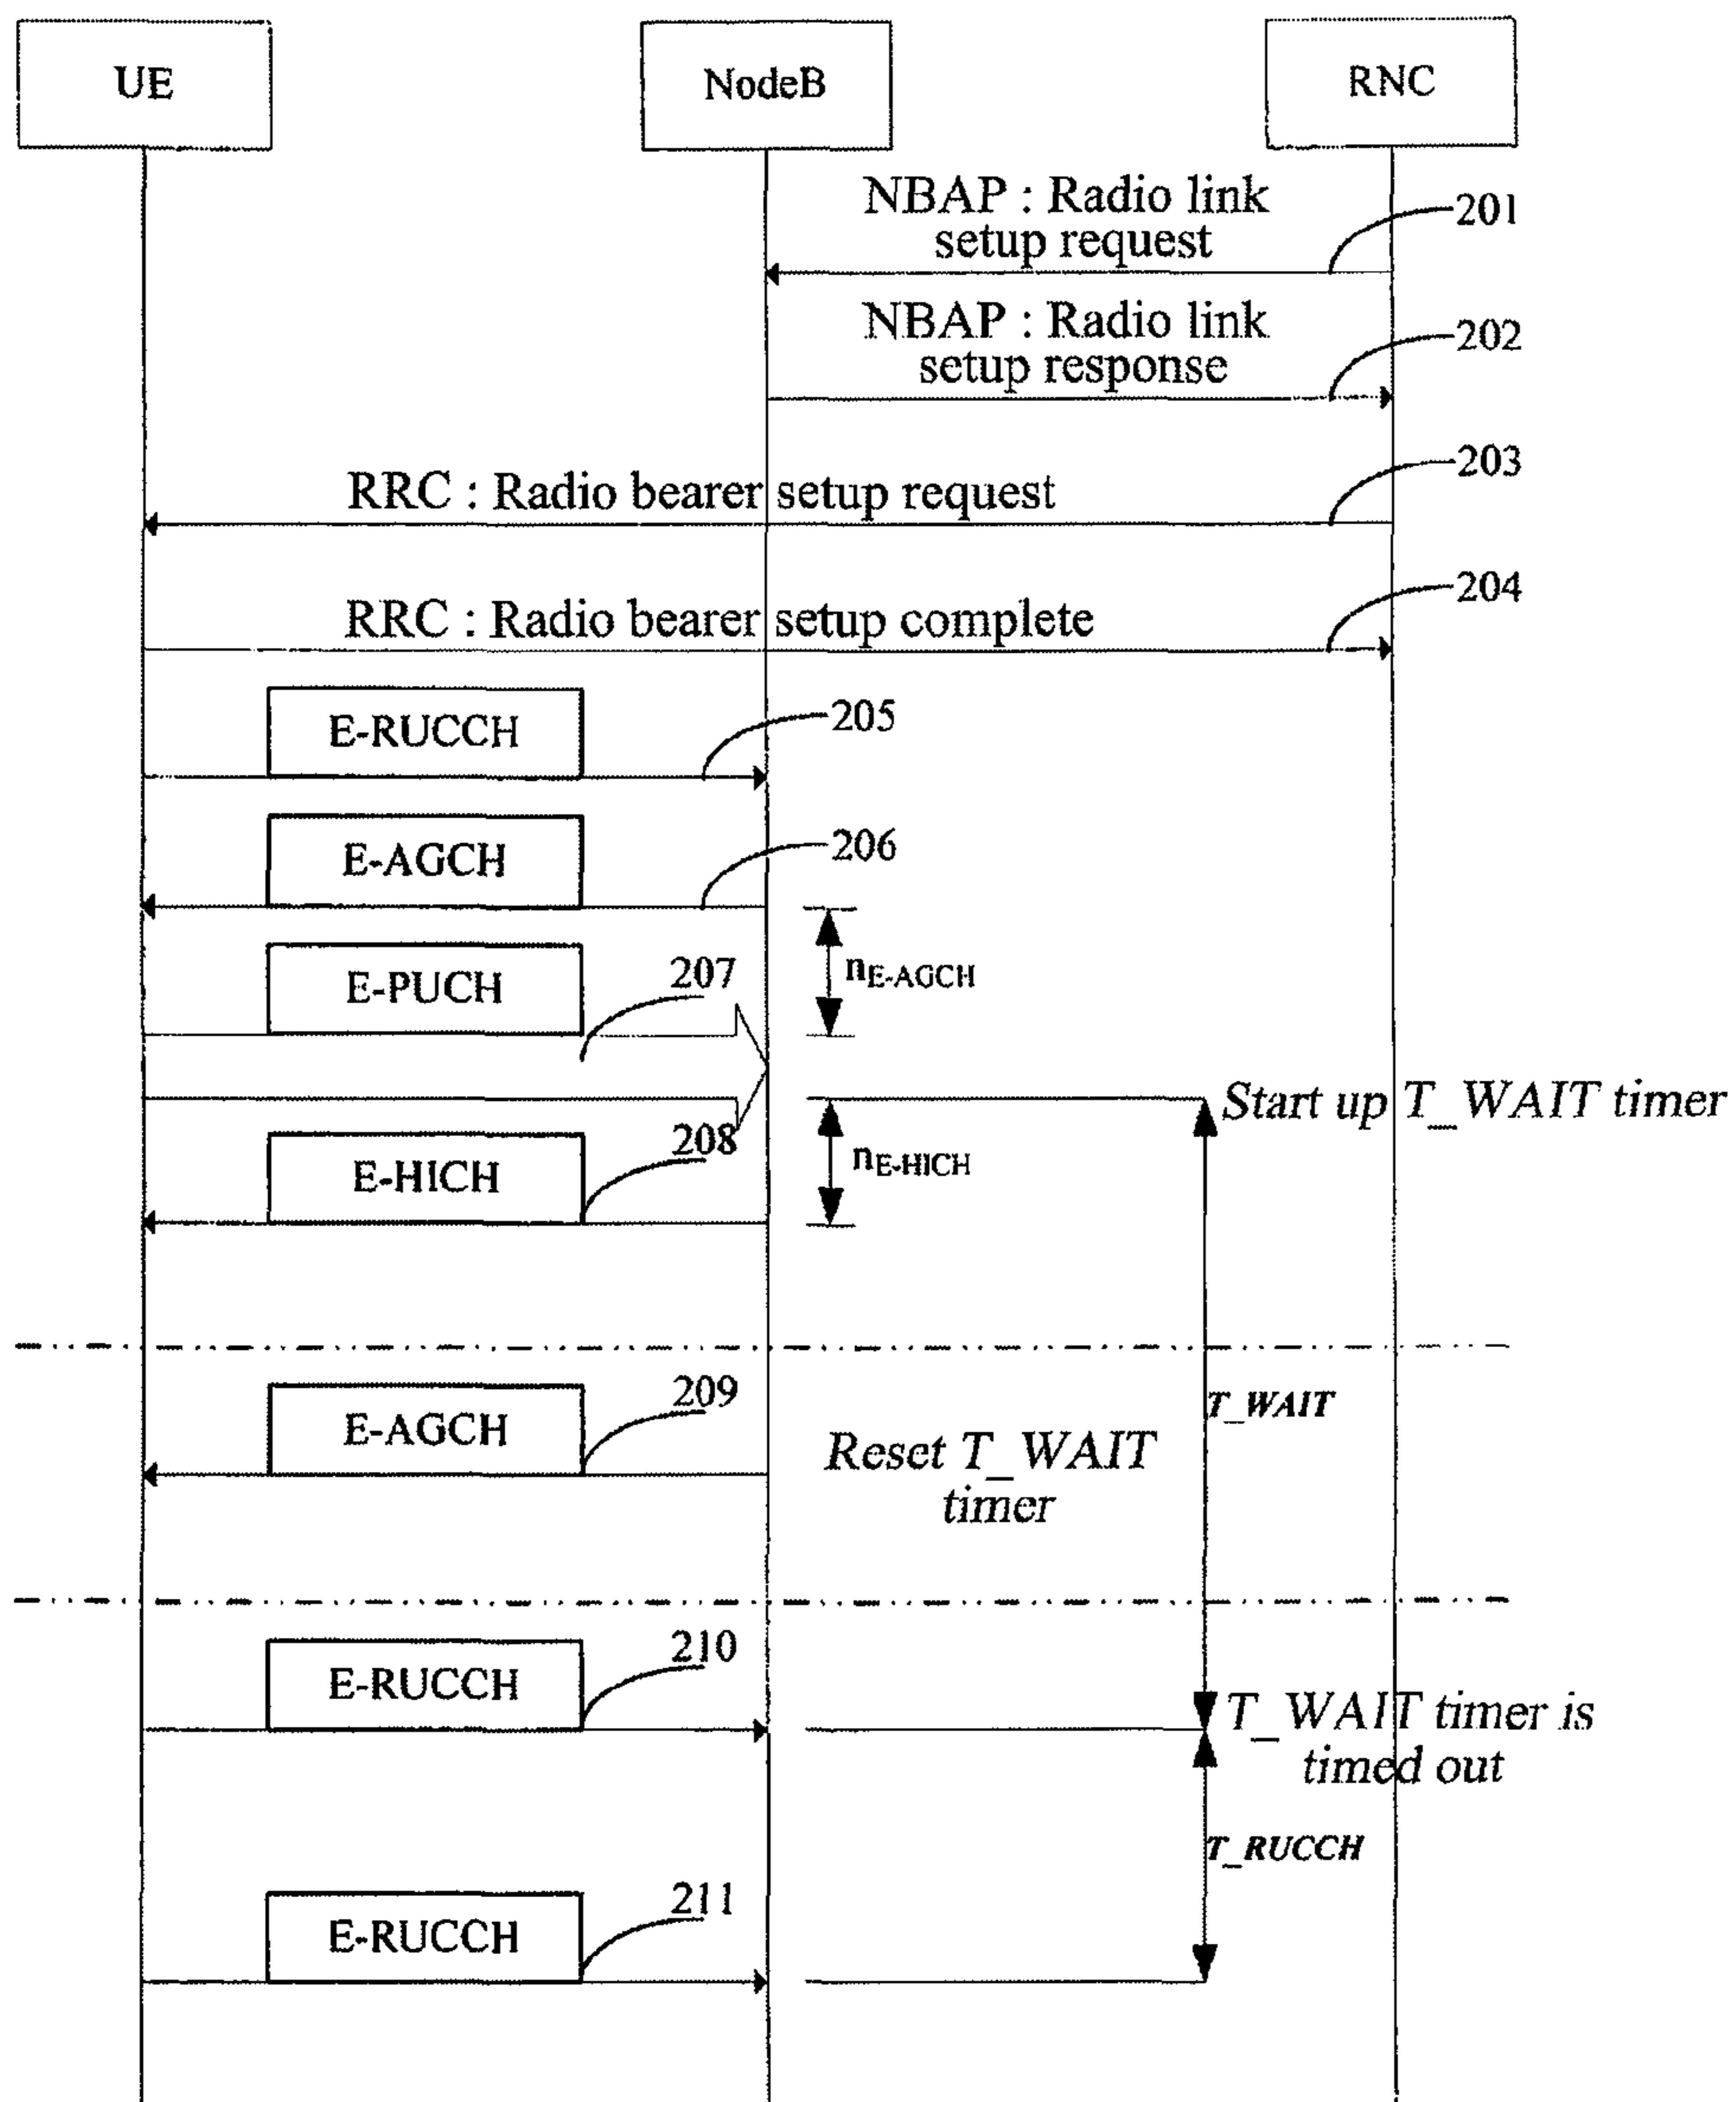 UE
NodeB
RNC
NBAP : Radio link
setup request
201
NBAP : Radio link
setup response
202
RRC : Radio bearer setup request
203
RRC : Radio bearer setup complete
204
E-RUCCH
205
E-AGCH
206
E-PUCH
207
nE-AGCH
Start up T_WAIT timer
E-HICH
208
nE-HICH
E-AGCH
209
T_WAIT
Reset T_WAIT
timer
E-RUCCH
210
T_WAIT timer is
timed out
T_RUCCH
E-RUCCH
211